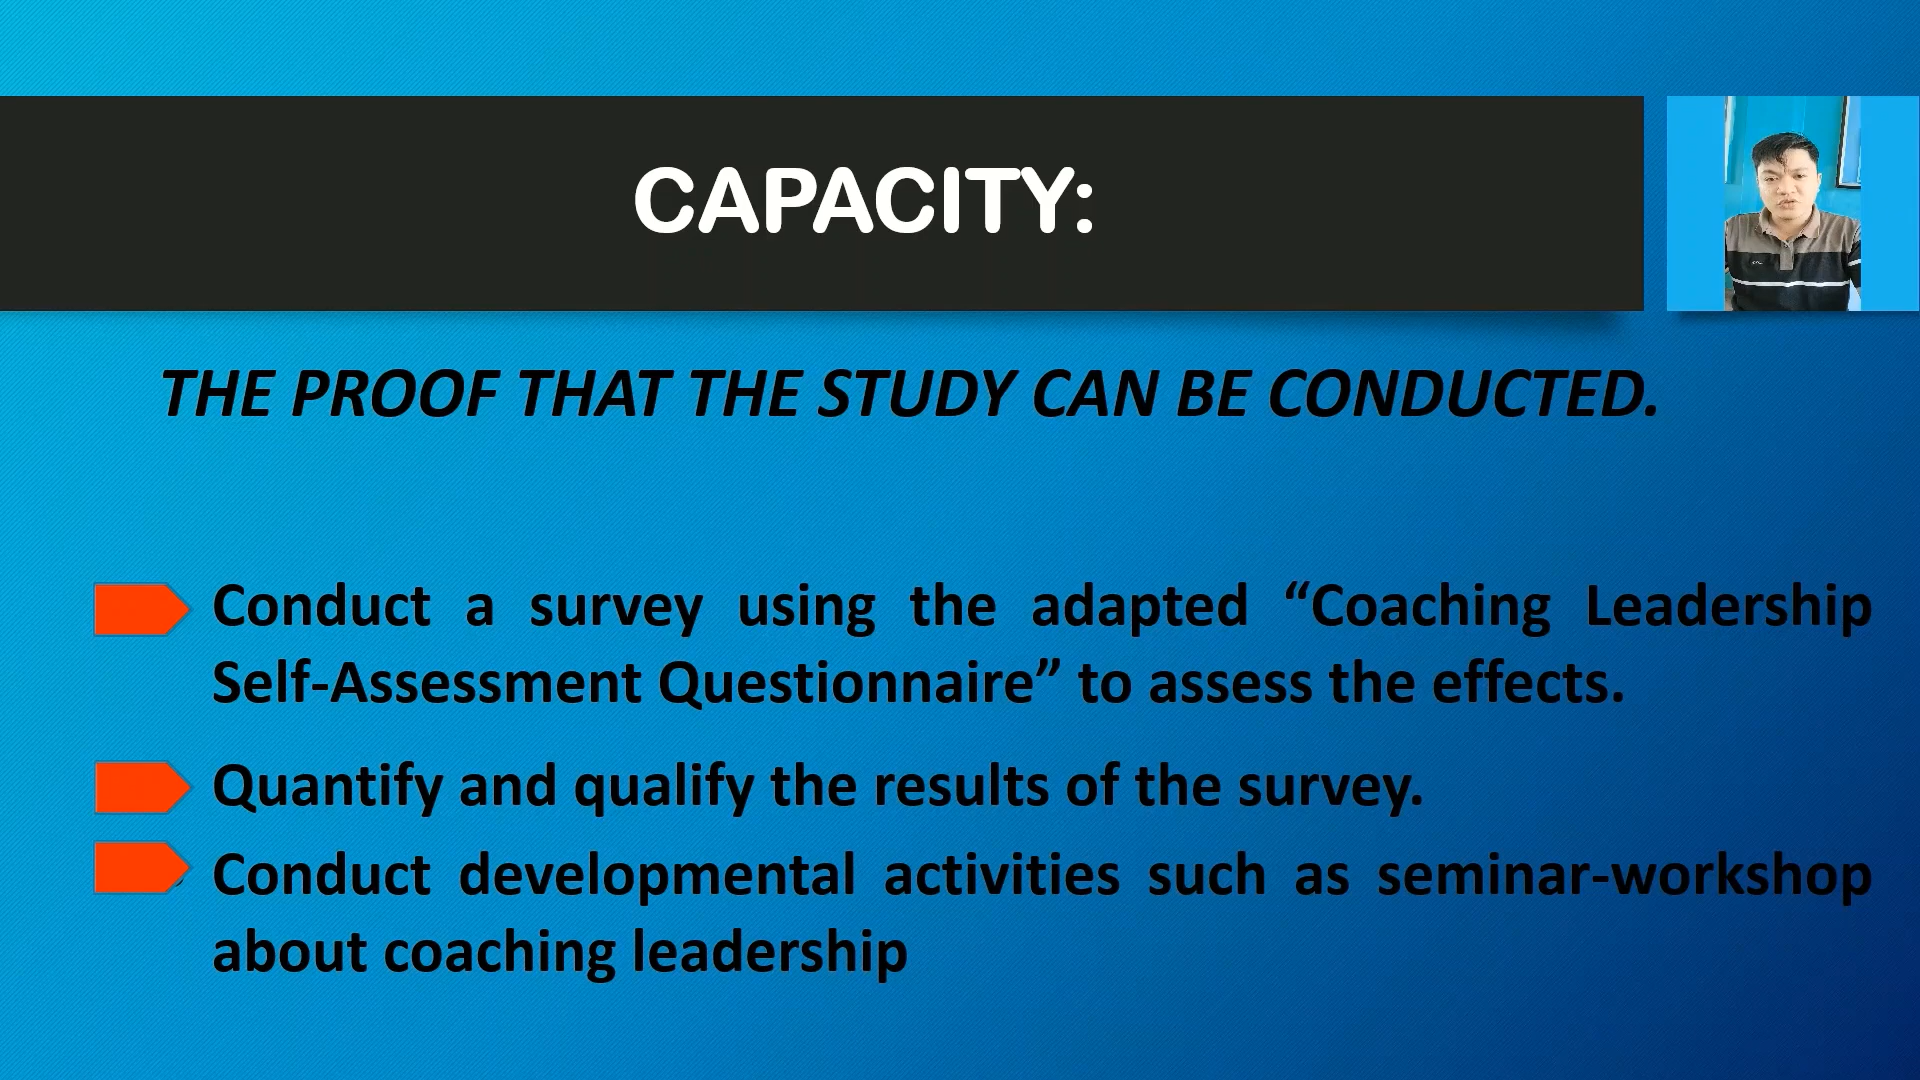 CAPACITY:
THE PROOF THAT THE STUDY CAN BE CONDUCTED.
Conduct a survey using the adapted “Coaching Leadership
Self-Assessment Questionnaire” to assess the effects.
Quantify and qualify the results of the survey.
Conduct developmental activities such as seminar-workshop
about coaching leadership